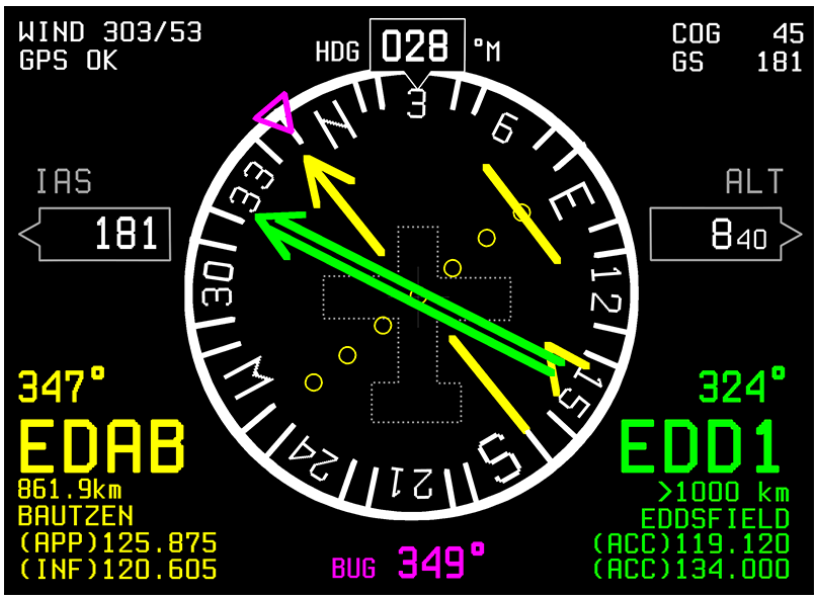 WIND 303/53
GPS OK
HDG 028 °M
COG 45
GS 181
IAS
181
ALT
840
N
3
6
E
12
15
S
21
24
W
30
33
347°
EDAB
861.9km
BAUTZEN
(APP)125.875
(INF)120.605
BUG 349°
324°
EDD1
>1000 km
EDDSFIELD
(ACC)119.120
(ACC)134.000